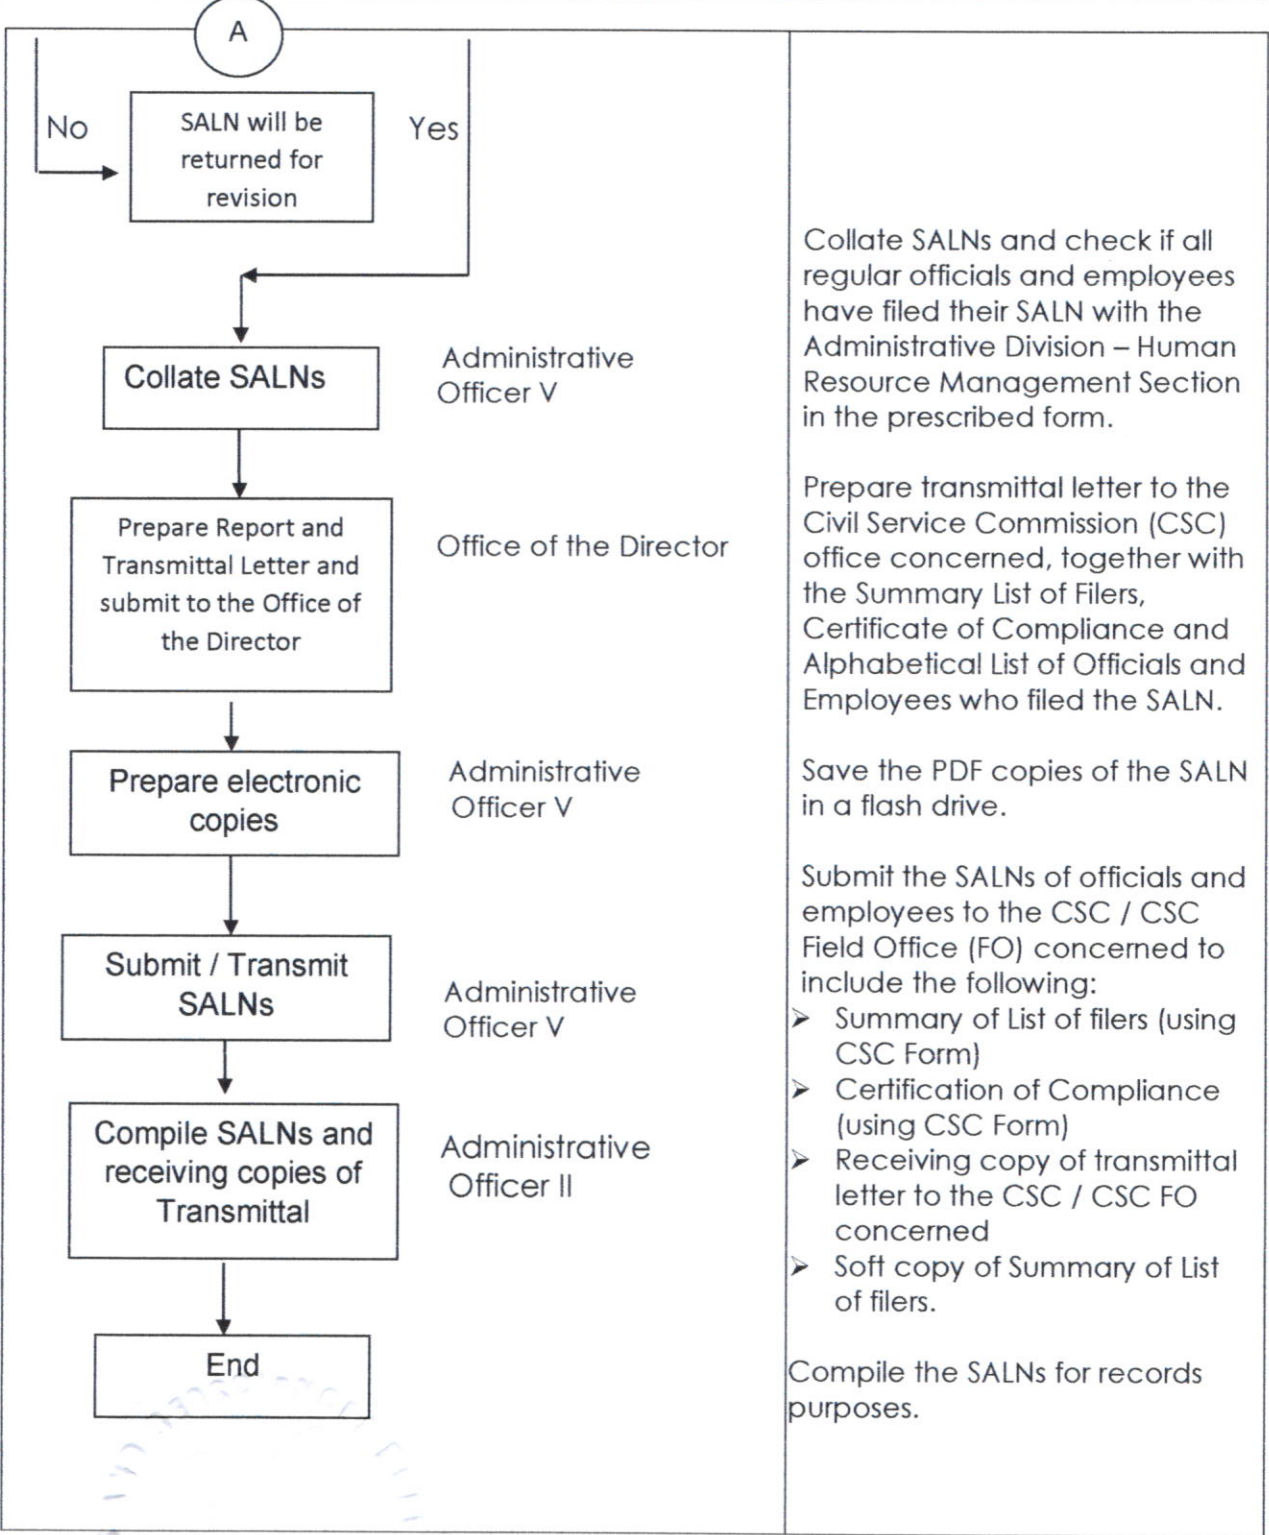 A
No
SALN will be
returned for
revision
Yes
Collate SALNs
Administrative
Officer V
Collate SALNs and check if all
regular officials and employees
have filed their SALN with the
Administrative Division – Human
Resource Management Section
in the prescribed form.
Prepare Report and
Transmittal Letter and
submit to the Office of
the Director
Office of the Director
Prepare transmittal letter to the
Civil Service Commission (CSC)
office concerned, together with
the Summary List of Filers,
Certificate of Compliance and
Alphabetical List of Officials and
Employees who filed the SALN.
Prepare electronic
copies
Administrative
Officer V
Save the PDF copies of the SALN
in a flash drive.
Submit / Transmit
SALNs
Administrative
Officer V
Submit the SALNs of officials and
employees to the CSC / CSC
Field Office (FO) concerned to
include the following:
➢ Summary of List of filers (using
CSC Form)
➢ Certification of Compliance
(using CSC Form)
➢ Receiving copy of transmittal
letter to the CSC / CSC FO
concerned
➢ Soft copy of Summary of List
of filers.
Compile SALNs and
receiving copies of
Transmittal
Administrative
Officer II
Compile the SALNs for records
purposes.
End